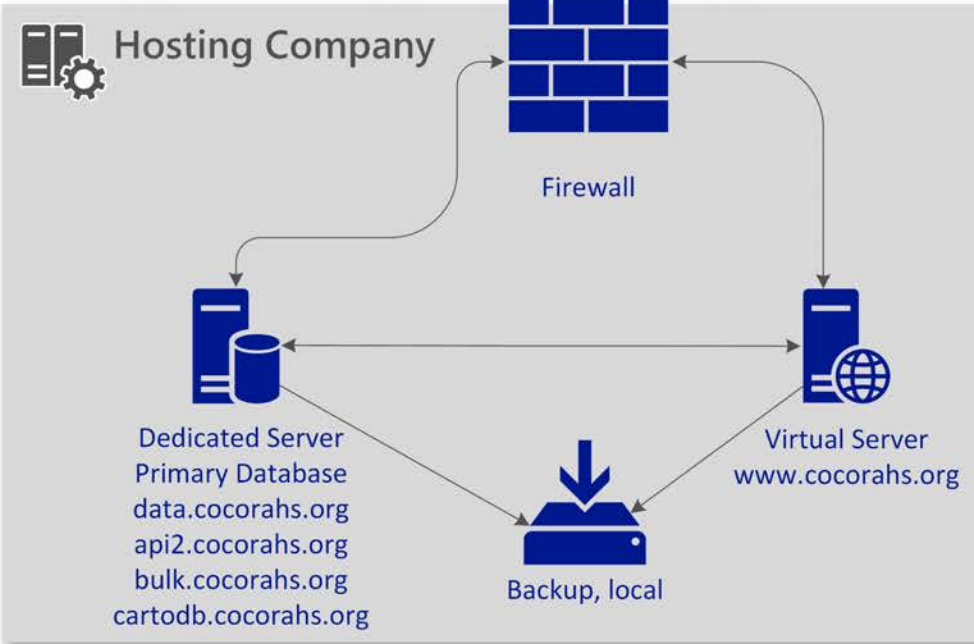 Hosting Company
Firewall
Dedicated Server
Primary Database
data.cocorahs.org
api2.cocorahs.org
bulk.cocorahs.org
cartodb.cocorahs.org
Virtual Server
www.cocorahs.org
Backup, local